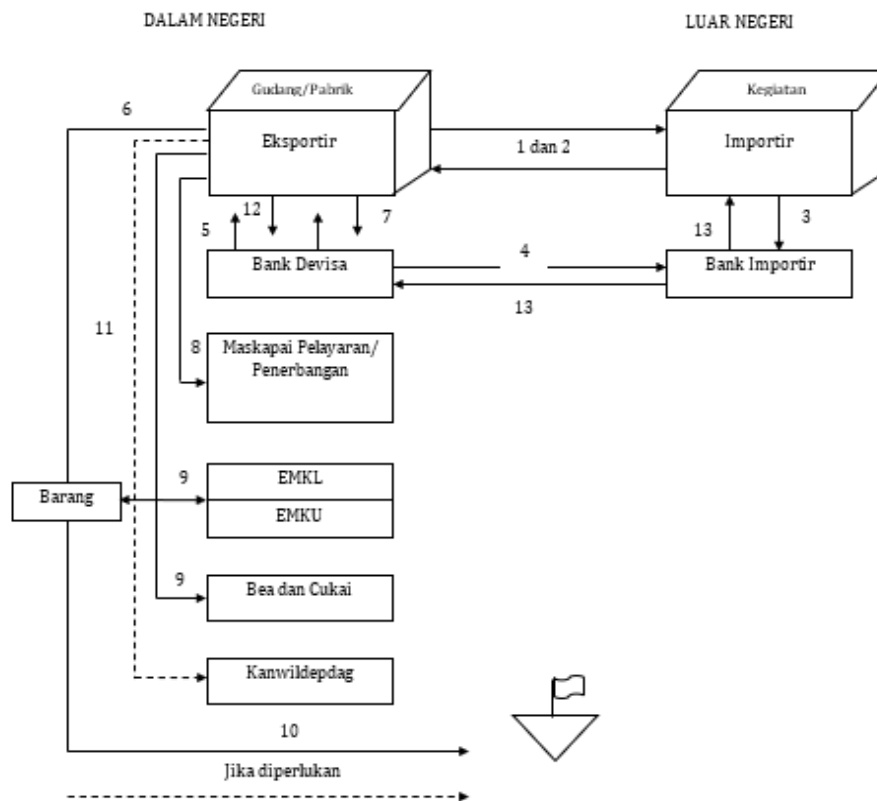 DALAM NEGERI
LUAR NEGERI
Gudang/Pabrik
Kegiatan
6
Eksportir
1 dan 2
Importir
5
12
7
13
3
Bank Devisa
4
Bank Importir
13
11
8
Maskapai Pelayaran/
Penerbangan
9
EMKL
Barang
EMKU
9
Bea dan Cukai
Kanwildepdag
10
Jika diperlukan